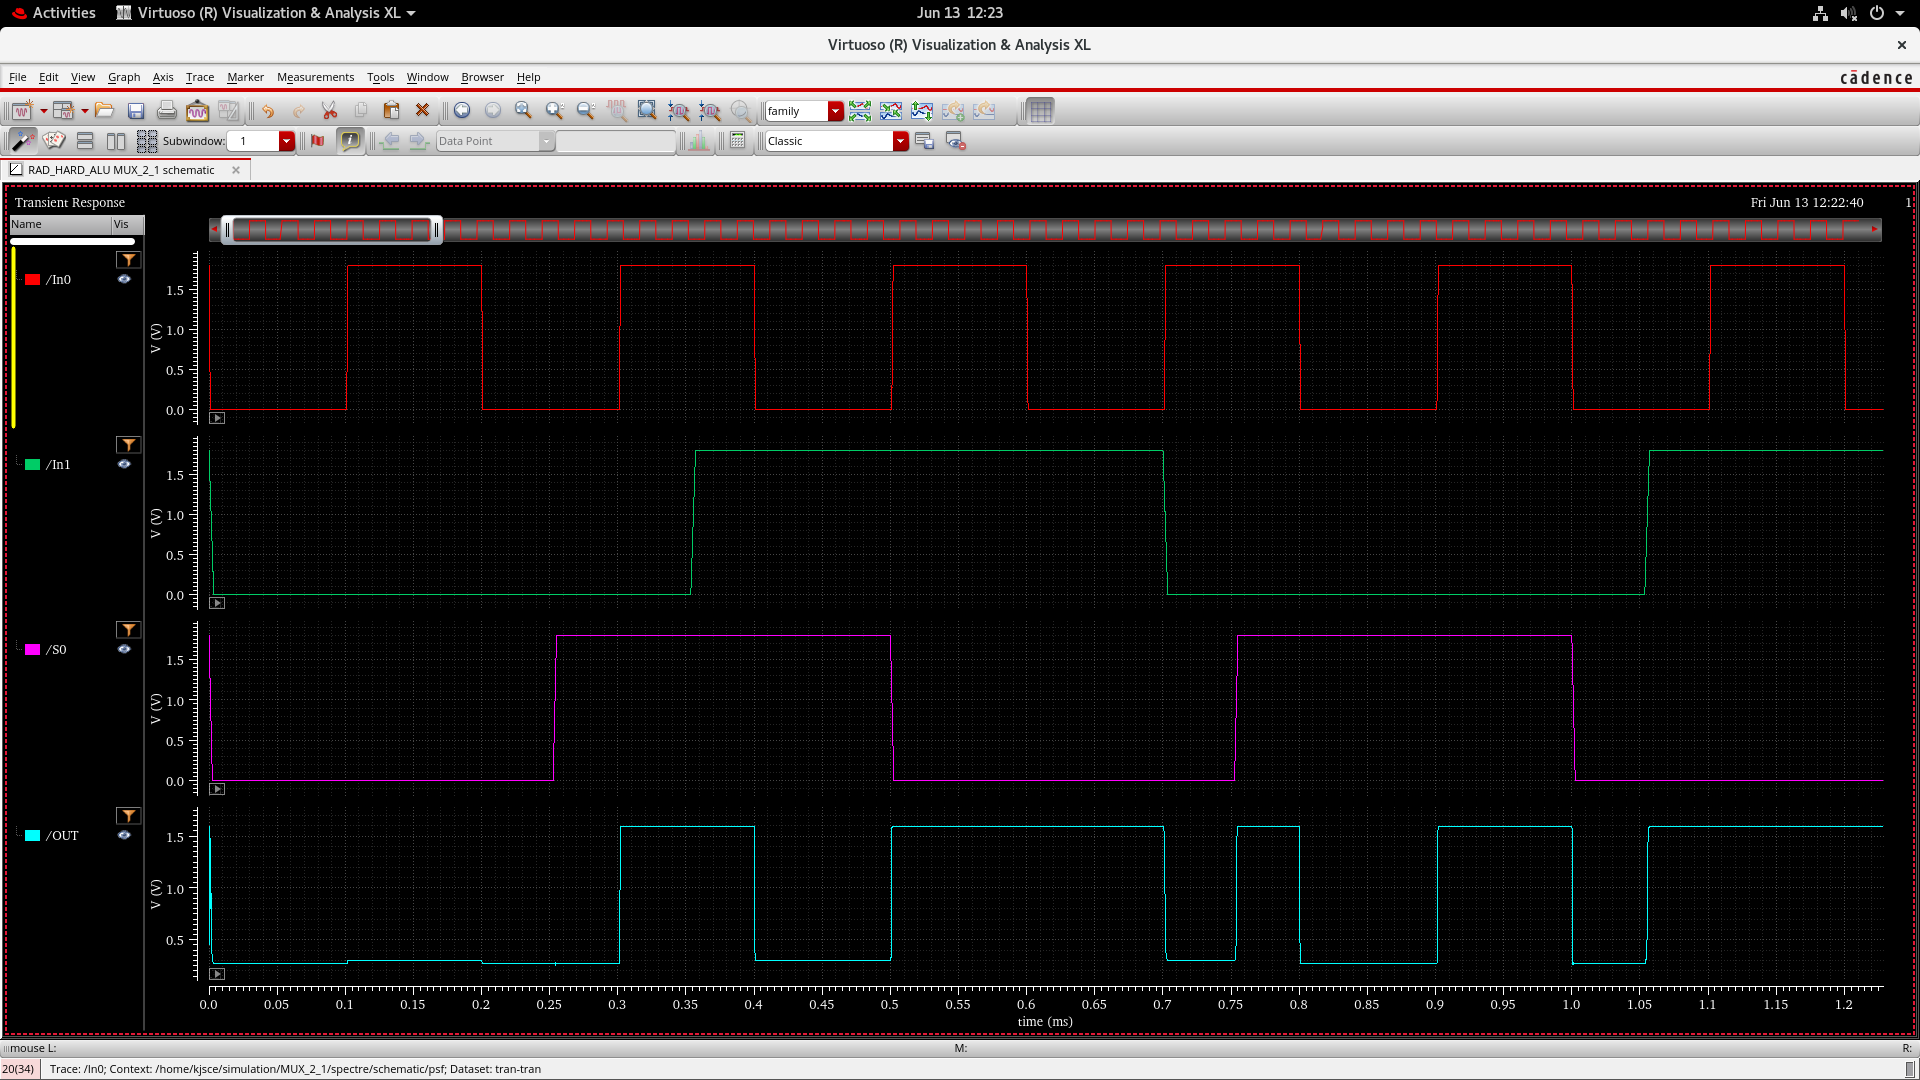 Activities Virtuoso (R) Visualization & Analysis XL Jun 13 12:23
Virtuoso (R) Visualization & Analysis XL
File Edit View Graph Axis Trace Marker Measurements Tools Window Browser Help cādence
family
Subwindow: 1 Data Point Classic
RAD_HARD_ALU MUX_2_1 schematic
Transient Response Fri Jun 13 12:22:40 1
Name Vis
/In0
V (V)
1.5
1.0
0.5
0.0
/In1
V (V)
1.5
1.0
0.5
0.0
/S0
V (V)
1.5
1.0
0.5
0.0
/OUT
V (V)
1.5
1.0
0.5
0.0 0.05 0.1 0.15 0.2 0.25 0.3 0.35 0.4 0.45 0.5 0.55 0.6 0.65 0.7 0.75 0.8 0.85 0.9 0.95 1.0 1.05 1.1 1.15 1.2
time (ms)
mouse L: M: R:
20(34) Trace: /In0; Context: /home/kjsce/simulation/MUX_2_1/spectre/schematic/psf; Dataset: tran-tran